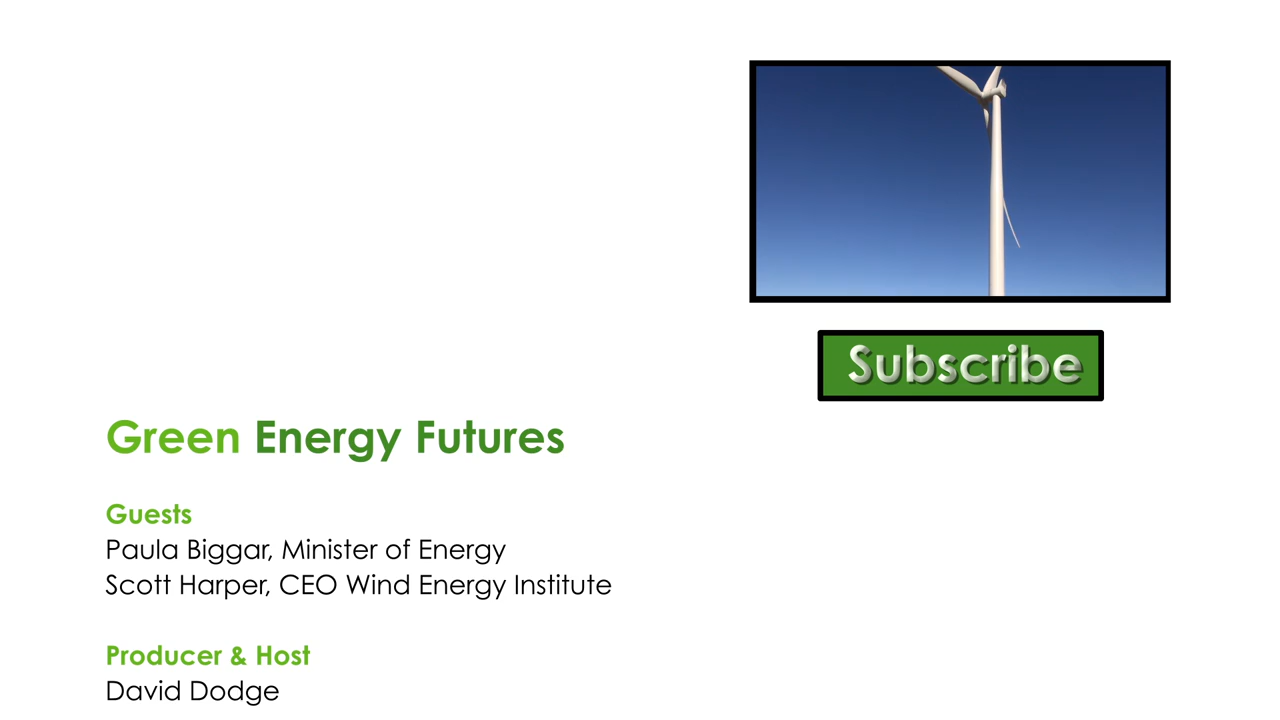 Subscribe
Green Energy Futures
Guests
Paula Biggar, Minister of Energy
Scott Harper, CEO Wind Energy Institute
Producer & Host
David Dodge